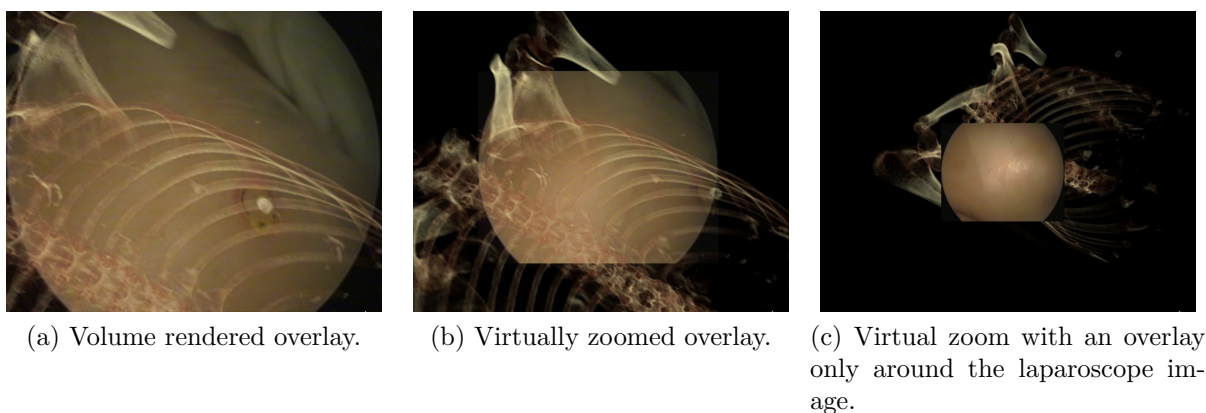 (a) Volume rendered overlay.
(b) Virtually zoomed overlay.
(c) Virtual zoom with an overlay
only around the laparoscope im-
age.